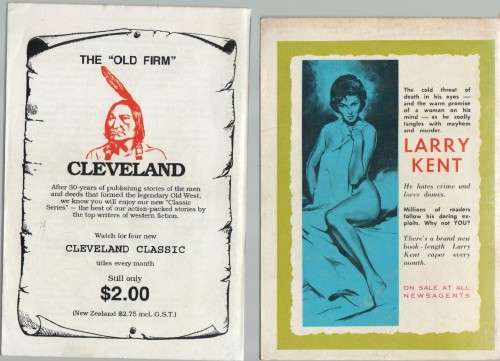 THE "OLD FIRM"
CLEVELAND
After 30-years of publishing stories of the men
and deeds that formed the legendary Old West,
we know you will enjoy our new "Classic
Series" — the best of our action-packed stories by
the top writers of western fiction.
Watch for four new
CLEVELAND CLASSIC
titles every month
Still only
$2.00
(New Zealand $2.75 incl. G.S.T.)
The cold threat of
death in his eyes —
and the warm promise
of a woman on his
mind — as he coolly
tangles with mayhem
and murder.
LARRY
KENT
He hates crime and
loves dames.
Millions of readers
follow his daring ex-
ploits. Why not YOU?
There's a brand new
book-length Larry
Kent caper every
month.
ON SALE AT ALL
NEWSAGENTS